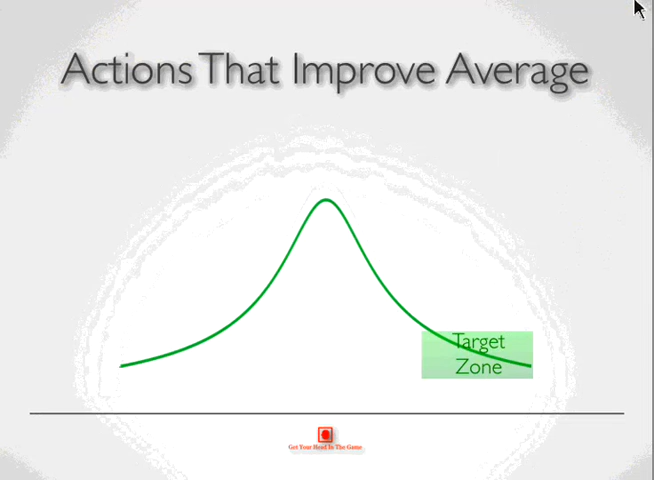 Actions That Improve Average
Target
Zone
Get Your Head In The Game